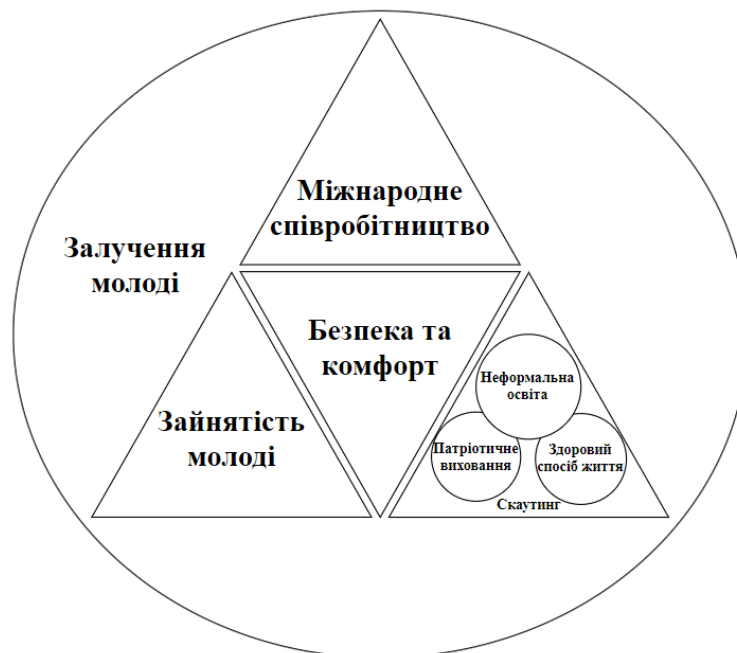 Міжнародне
співробітництво
Залучення
молоді
Безпека та
комфорт
Зайнятість
молоді
Неформальна
освіта
Патріотичне
виховання
Здоровий
спосіб життя
Скаутинг